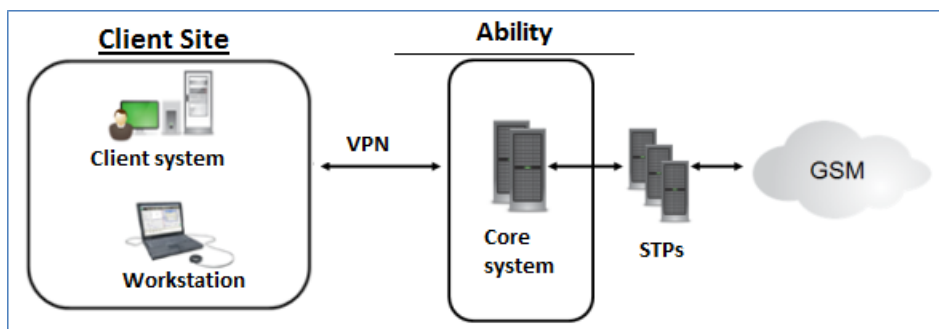 Client Site
Ability
Client system
VPN
GSM
Core
system
STPs
Workstation